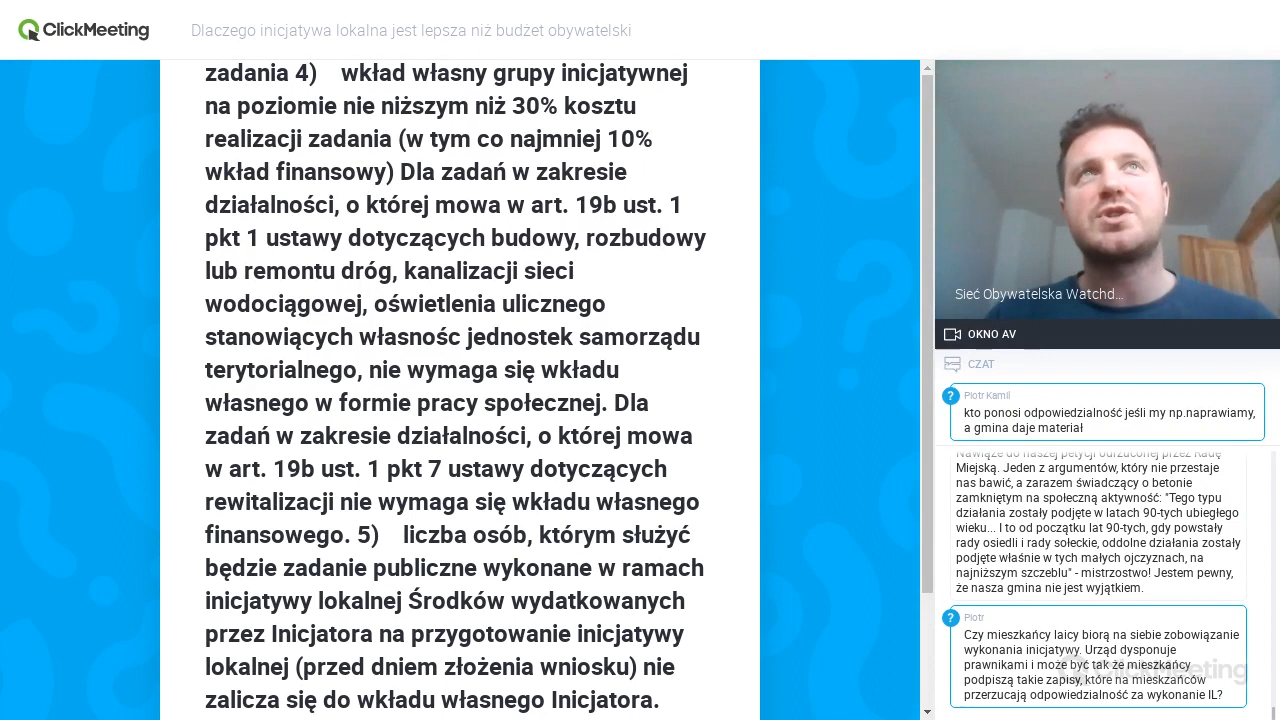 ClickMeeting
Dlaczego inicjatywa lokalna jest lepsza niż budżet obywatelski
zadania 4) wkład własny grupy inicjatywnej
na poziomie nie niższym niż 30% kosztu
realizacji zadania (w tym co najmniej 10%
wkład finansowy) Dla zadań w zakresie
działalności, o której mowa w art. 19b ust. 1
pkt 1 ustawy dotyczących budowy, rozbudowy
lub remontu dróg, kanalizacji sieci
wodociągowej, oświetlenia ulicznego
stanowiących własnośc jednostek samorządu
terytorialnego, nie wymaga się wkładu
własnego w formie pracy społecznej. Dla
zadań w zakresie działalności, o której mowa
w art. 19b ust. 1 pkt 7 ustawy dotyczących
rewitalizacji nie wymaga się wkładu własnego
finansowego. 5) liczba osób, którym służyć
będzie zadanie publiczne wykonane w ramach
inicjatywy lokalnej Środków wydatkowanych
przez Inicjatora na przygotowanie inicjatywy
lokalnej (przed dniem złożenia wniosku) nie
zalicza się do wkładu własnego Inicjatora.
Sieć Obywatelska Watchd...
OKNO AV
CZAT
Piotr Kamil
kto ponosi odpowiedzialność jeśli my np.naprawiamy,
a gmina daje materiał
Nawiążę do naszej petycji odrzuconej przez Radę
Miejską. Jeden z argumentów, który nie przestaje
nas bawić, a zarazem świadczący o betonie
zamkniętym na społeczną aktywność: "Tego typu
działania zostały podjęte w latach 90-tych ubiegłego
wieku... I to od początku lat 90-tych, gdy powstały
rady osiedli i rady sołeckie, oddolne działania zostały
podjęte właśnie w tych małych ojczyznach, na
najniższym szczeblu" - mistrzostwo! Jestem pewny,
że nasza gmina nie jest wyjątkiem.
Piotr
Czy mieszkańcy laicy biorą na siebie zobowiązanie
wykonania inicjatywy. Urząd dysponuje
prawnikami i może być tak że mieszkańcy
podpiszą takie zapisy, które na mieskzańców
przerzucają odpowiedzialność za wykonanie IL?
ClickMeeting